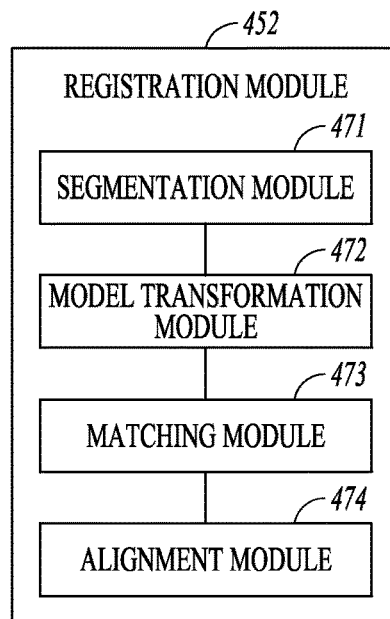 452
REGISTRATION MODULE
471
SEGMENTATION MODULE
472
MODEL TRANSFORMATION
MODULE
473
MATCHING MODULE
474
ALIGNMENT MODULE